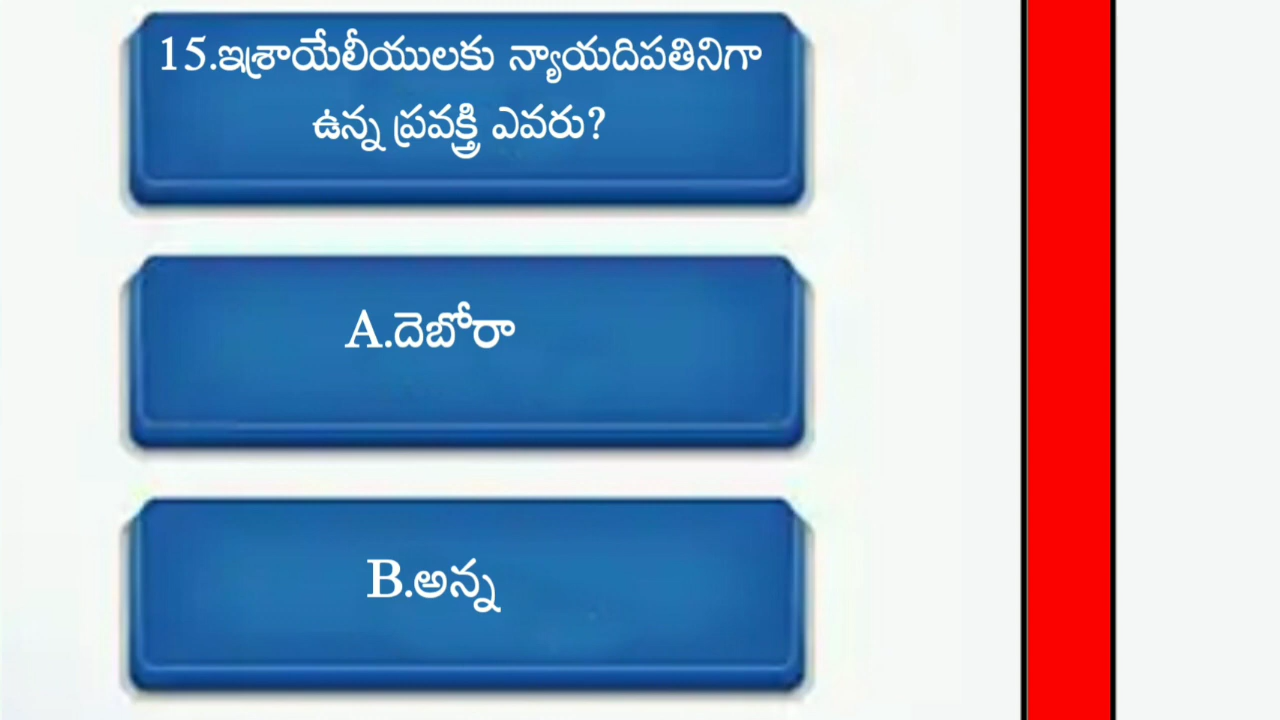 15.ఇశ్రాయేలీయులకు న్యాయదిపతినిగా
ఉన్న ప్రవక్త్రి ఎవరు?
A.దెబోరా
B.అన్న